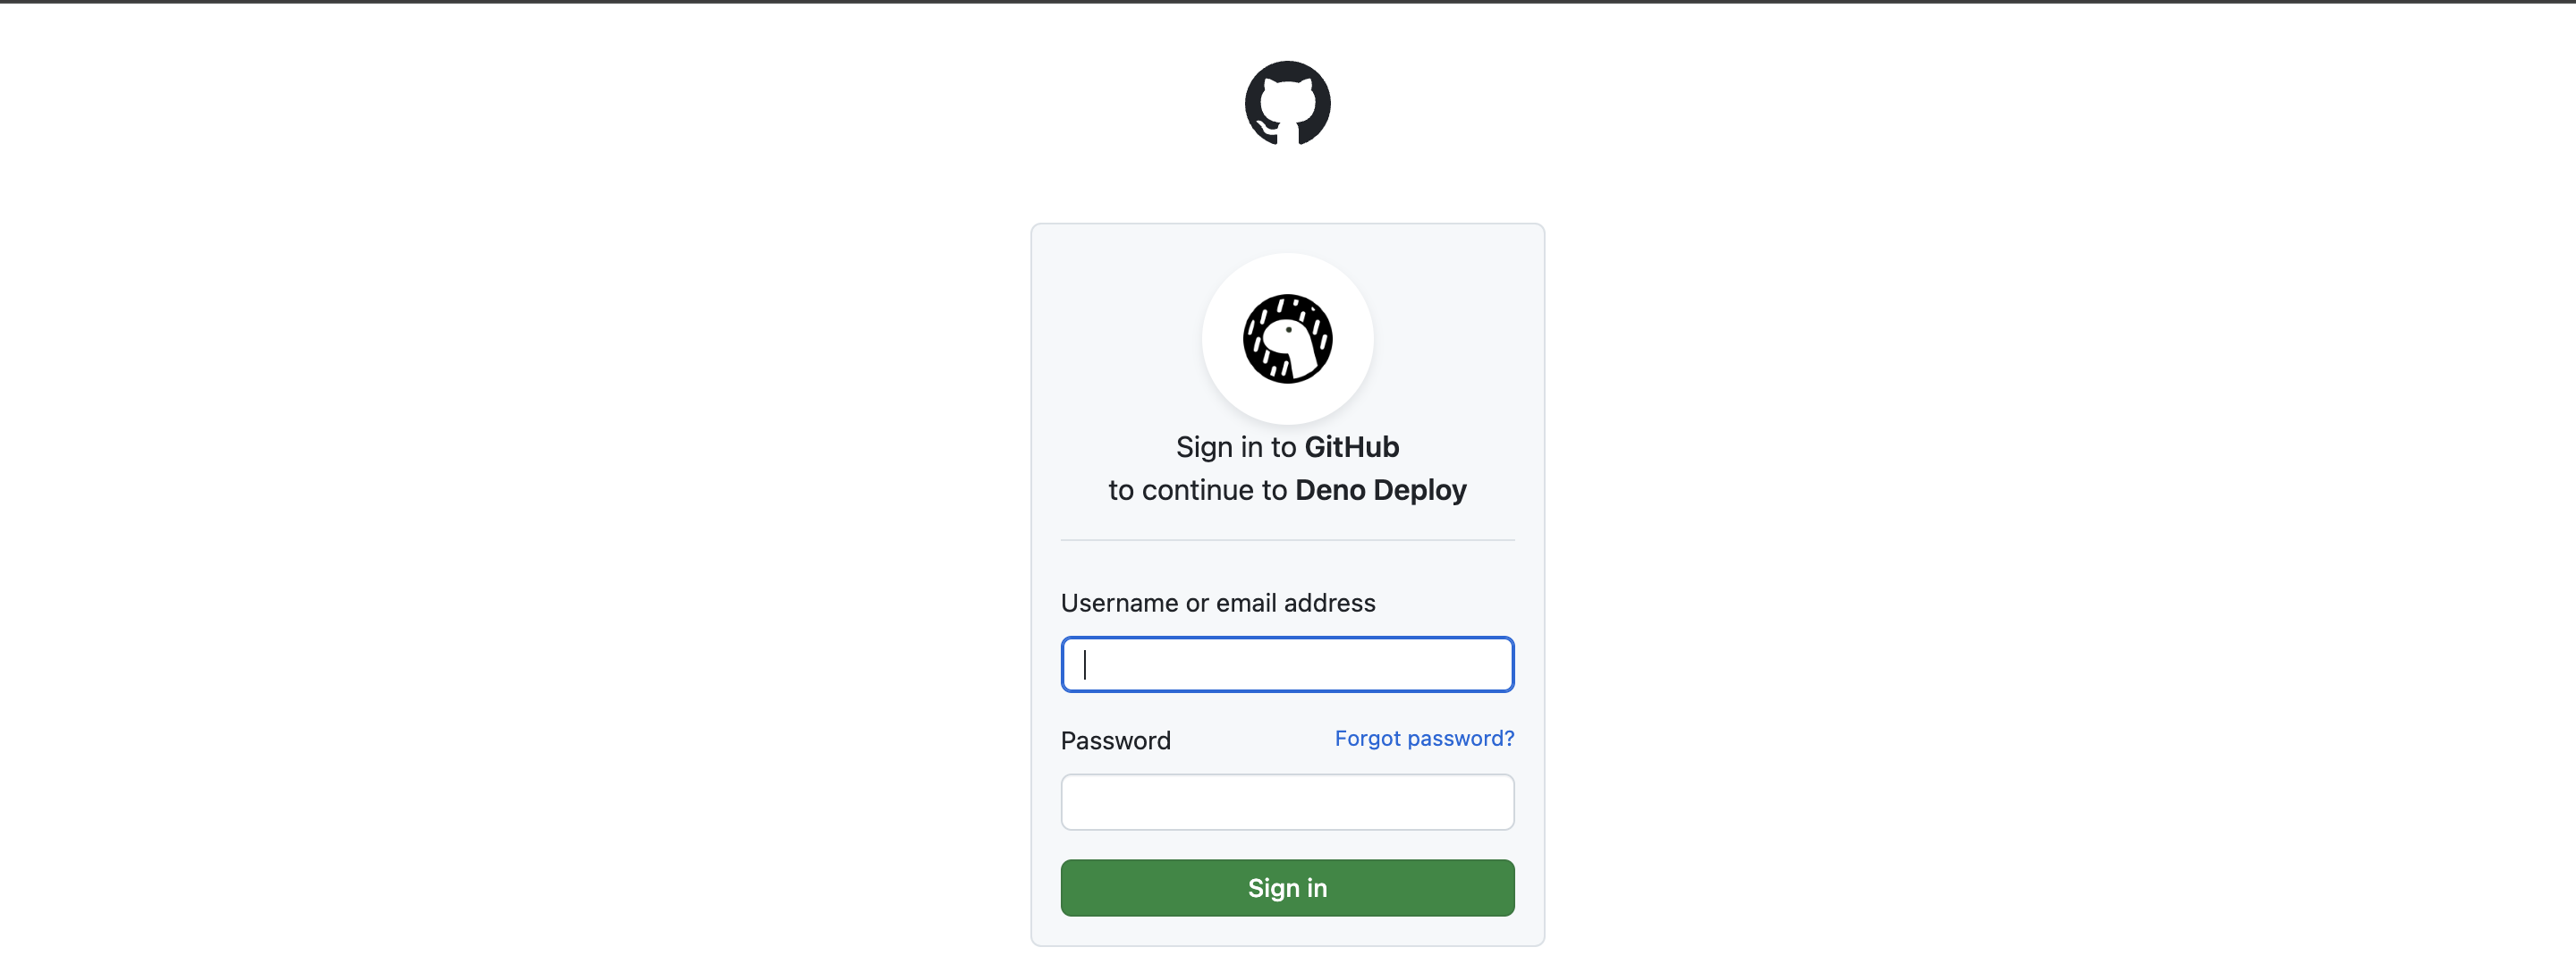 Sign in to GitHub
to continue to Deno Deploy
Username or email address
Password
Forgot password?
Sign in